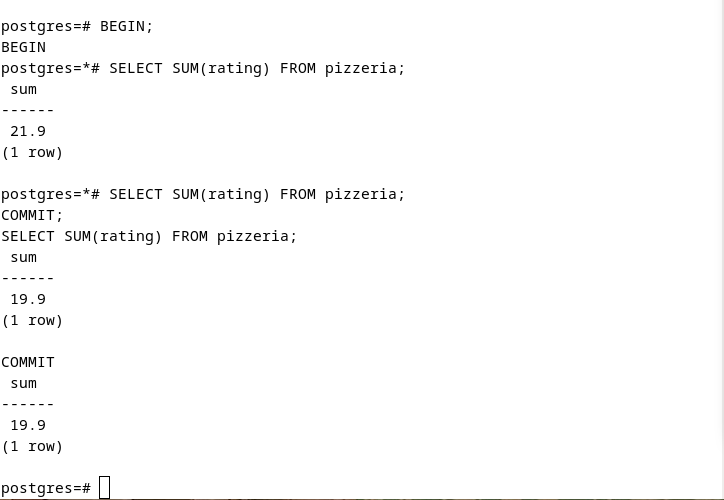 postgres=# BEGIN;
BEGIN
postgres=*# SELECT SUM(rating) FROM pizzeria;
 sum
------
 21.9
(1 row)

postgres=*# SELECT SUM(rating) FROM pizzeria;
COMMIT;
SELECT SUM(rating) FROM pizzeria;
 sum
------
 19.9
(1 row)

COMMIT
 sum
------
 19.9
(1 row)

postgres=#